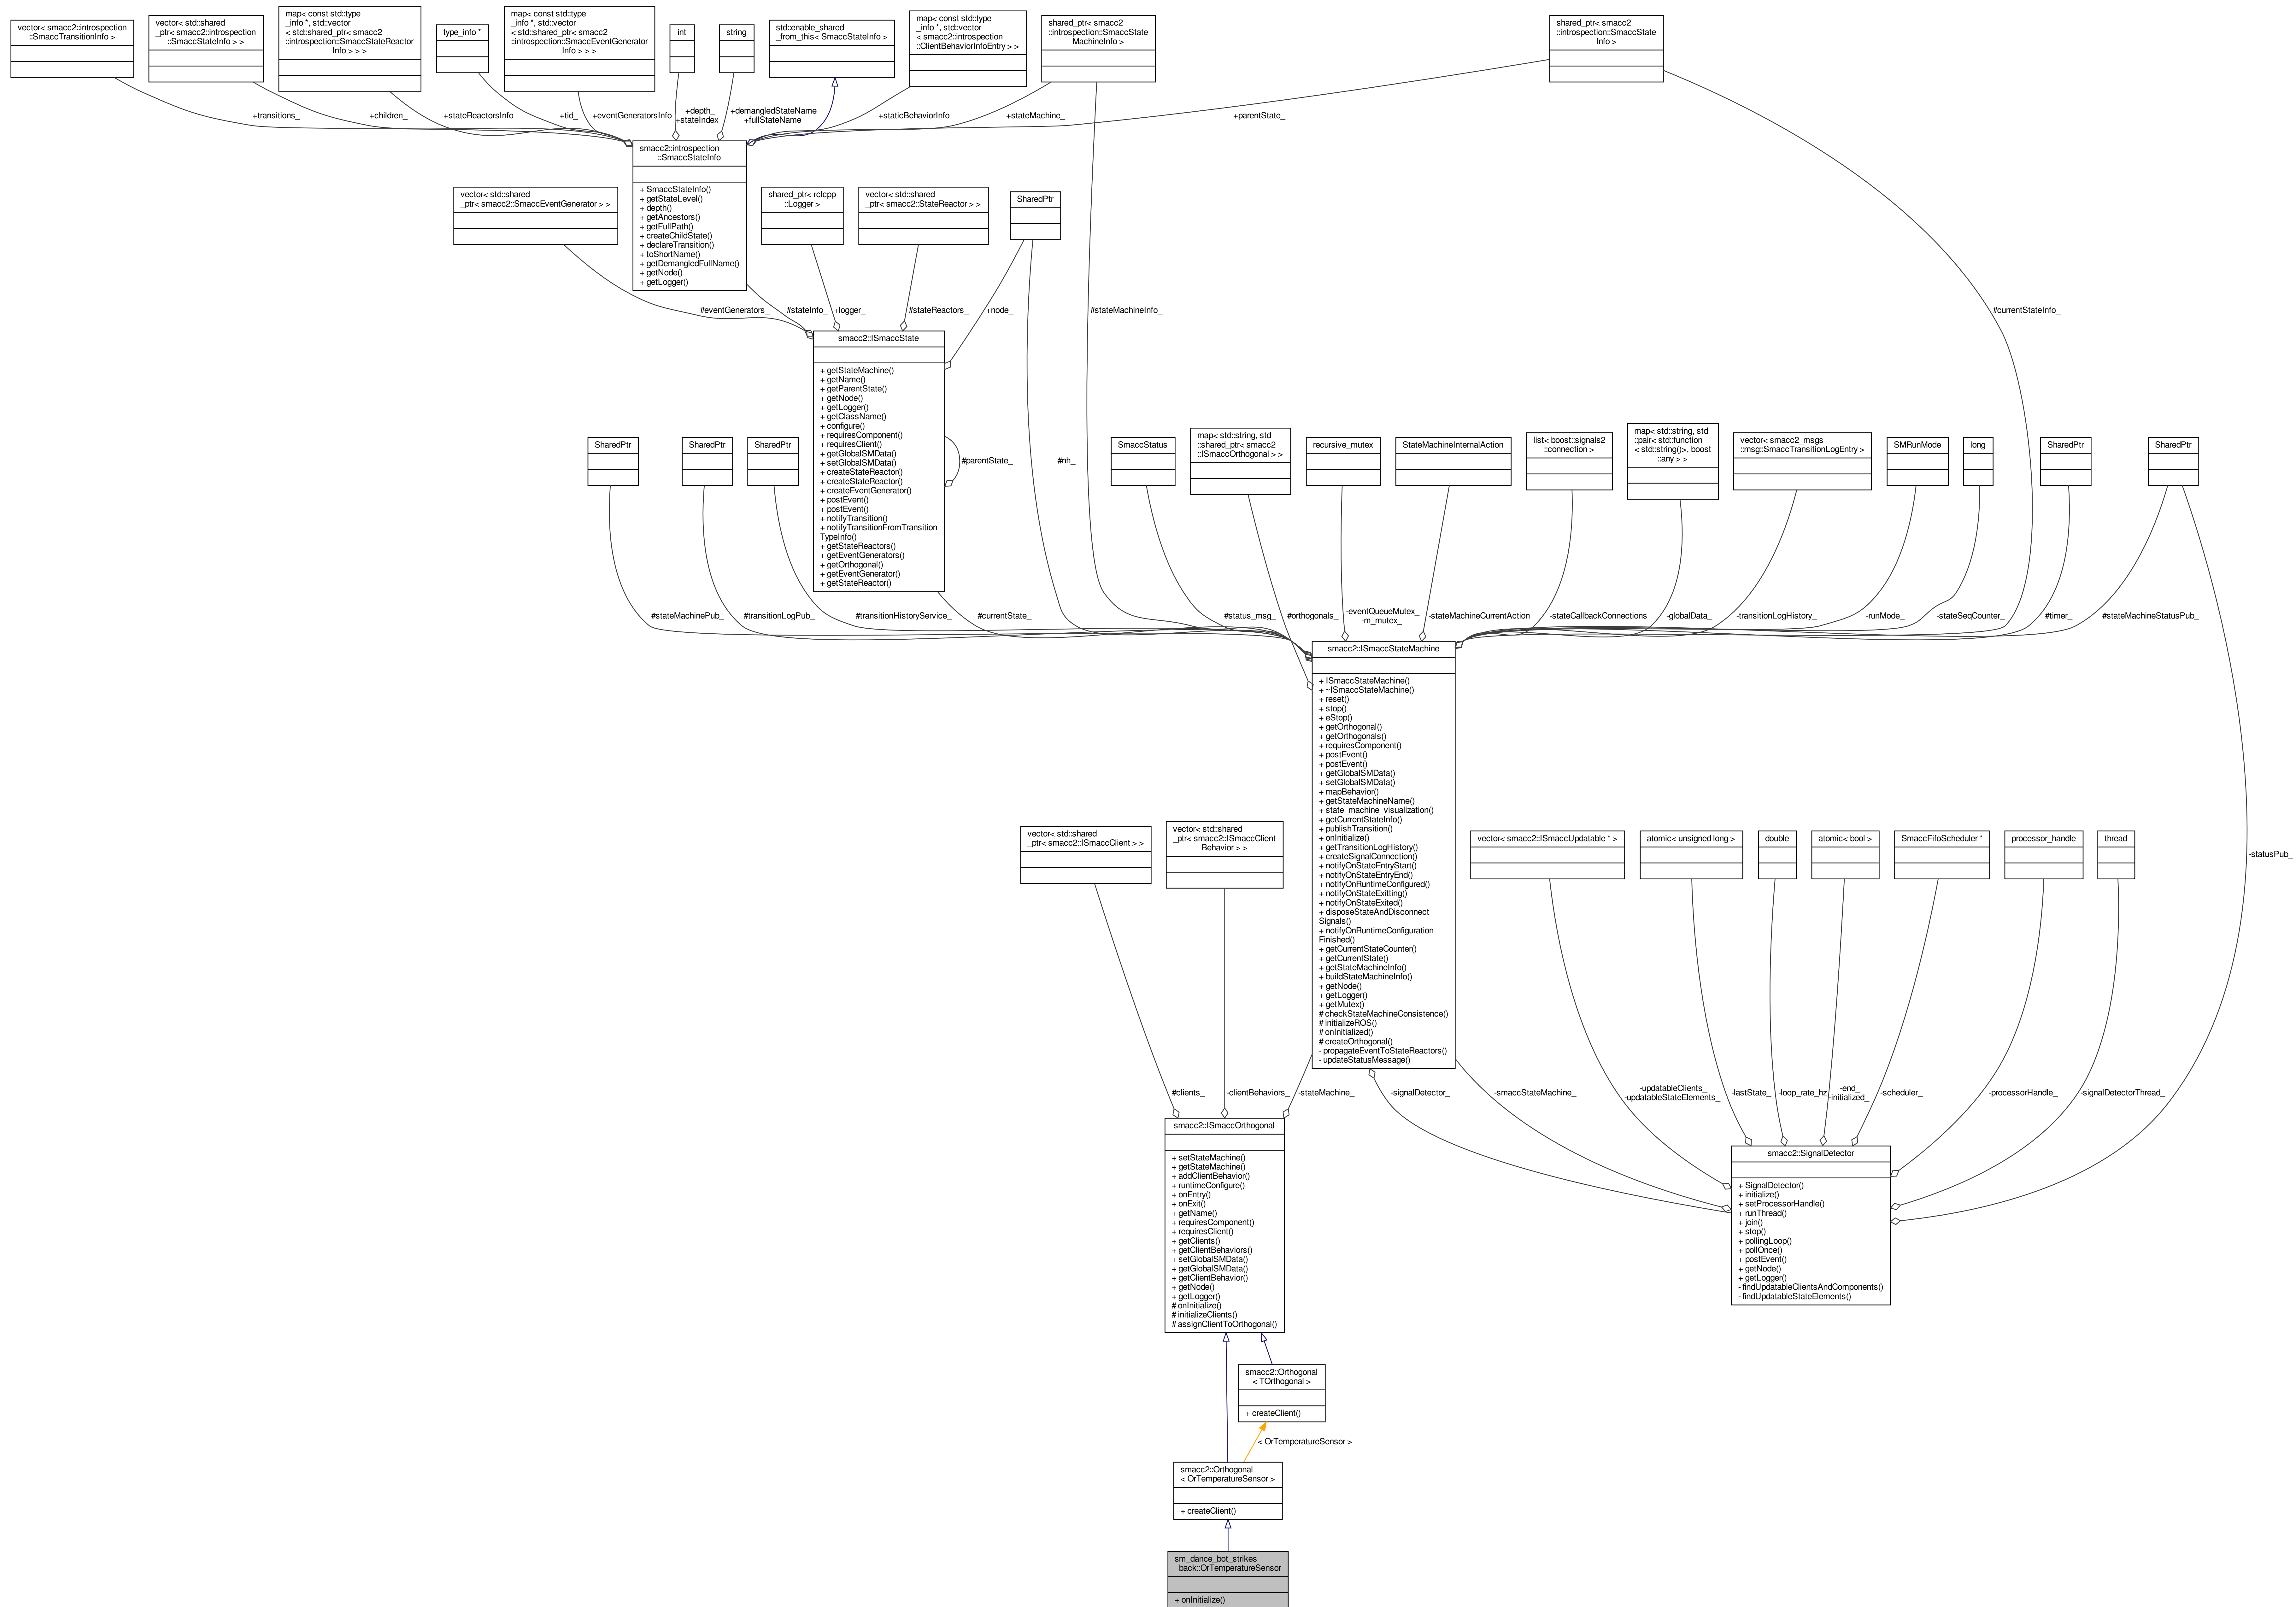 vector< smacc2::introspection
::SmaccTransitionInfo >
vector< std::shared
_ptr< smacc2::introspection
::SmaccStateInfo > >
map< const std::type
_info *, std::vector
< std::shared_ptr< smacc2
::introspection::SmaccStateReactor
Info > > >
type_info *
map< const std::type
_info *, std::vector
< std::shared_ptr< smacc2
::introspection::SmaccEventGenerator
Info > > >
int
string
std::enable_shared
_from_this< SmaccStateInfo >
map< const std::type
_info *, std::vector
< smacc2::introspection
::ClientBehaviorInfoEntry > >
shared_ptr< smacc2
::introspection::SmaccState
MachineInfo >
shared_ptr< smacc2
::introspection::SmaccState
Info >
+transitions_
+children_
+stateReactorsInfo
+tid_
+eventGeneratorsInfo
+depth_
+stateIndex_
+demangledStateName
+fullStateName
+staticBehaviorInfo
+stateMachine_
+parentState_
smacc2::introspection
::SmaccStateInfo
+ SmaccStateInfo()
+ getStateLevel()
+ depth()
+ getAncestors()
+ getFullPath()
+ createChildState()
+ declareTransition()
+ toShortName()
+ getDemangledFullName()
+ getNode()
+ getLogger()
vector< std::shared
_ptr< smacc2::SmaccEventGenerator > >
shared_ptr< rclcpp
::Logger >
vector< std::shared
_ptr< smacc2::StateReactor > >
SharedPtr
#eventGenerators_
#stateInfo_
+logger_
#stateReactors_
+node_
#stateMachineInfo_
#currentStateInfo_
smacc2::ISmaccState
+ getStateMachine()
+ getName()
+ getParentState()
+ getNode()
+ getLogger()
+ getClassName()
+ configure()
+ requiresComponent()
+ requiresClient()
+ getGlobalSMData()
+ setGlobalSMData()
+ createStateReactor()
+ createStateReactor()
+ createEventGenerator()
+ postEvent()
+ postEvent()
+ notifyTransition()
+ notifyTransitionFromTransition
TypeInfo()
+ getStateReactors()
+ getEventGenerators()
+ getOrthogonal()
+ getEventGenerator()
+ getStateReactor()
#parentState_
#nh_
SharedPtr
SharedPtr
SharedPtr
SmaccStatus
map< std::string, std
::shared_ptr< smacc2
::ISmaccOrthogonal > >
recursive_mutex
StateMachineInternalAction
list< boost::signals2
::connection >
map< std::string, std
::pair< std::function
< std::string()>, boost
::any > >
vector< smacc2_msgs
::msg::SmaccTransitionLogEntry >
SMRunMode
long
SharedPtr
SharedPtr
#stateMachinePub_
#transitionLogPub_
#transitionHistoryService_
#currentState_
#status_msg_
#orthogonals_
-eventQueueMutex_
-m_mutex_
-stateMachineCurrentAction
-stateCallbackConnections
-globalData_
-transitionLogHistory_
-runMode_
-stateSeqCounter_
#timer_
#stateMachineStatusPub_
smacc2::ISmaccStateMachine
+ ISmaccStateMachine()
+ ~ISmaccStateMachine()
+ reset()
+ stop()
+ eStop()
+ getOrthogonal()
+ getOrthogonals()
+ requiresComponent()
+ postEvent()
+ postEvent()
+ getGlobalSMData()
+ setGlobalSMData()
+ mapBehavior()
+ getStateMachineName()
+ state_machine_visualization()
+ getCurrentStateInfo()
+ publishTransition()
+ onInitialize()
+ getTransitionLogHistory()
+ createSignalConnection()
+ notifyOnStateEntryStart()
+ notifyOnStateEntryEnd()
+ notifyOnRuntimeConfigured()
+ notifyOnStateExitting()
+ notifyOnStateExited()
+ disposeStateAndDisconnect
Signals()
+ notifyOnRuntimeConfiguration
Finished()
+ getCurrentStateCounter()
+ getCurrentState()
+ getStateMachineInfo()
+ buildStateMachineInfo()
+ getNode()
+ getLogger()
+ getMutex()
# checkStateMachineConsistence()
# initializeROS()
# onInitialized()
# createOrthogonal()
- propagateEventToStateReactors()
- updateStatusMessage()
vector< std::shared
_ptr< smacc2::ISmaccClient > >
vector< std::shared
_ptr< smacc2::ISmaccClient
Behavior > >
vector< smacc2::ISmaccUpdatable * >
atomic< unsigned long >
double
atomic< bool >
SmaccFifoScheduler *
processor_handle
thread
-statusPub_
#clients_
-clientBehaviors_
-stateMachine_
-signalDetector_
-smaccStateMachine_
-updatableClients_
-updatableStateElements_
-lastState_
-loop_rate_hz
-end_
-initialized_
-scheduler_
-processorHandle_
-signalDetectorThread_
smacc2::ISmaccOrthogonal
+ setStateMachine()
+ getStateMachine()
+ addClientBehavior()
+ runtimeConfigure()
+ onEntry()
+ onExit()
+ getName()
+ requiresComponent()
+ requiresClient()
+ getClients()
+ getClientBehaviors()
+ setGlobalSMData()
+ getGlobalSMData()
+ getClientBehavior()
+ getNode()
+ getLogger()
# onInitialize()
# initializeClients()
# assignClientToOrthogonal()
smacc2::SignalDetector
+ SignalDetector()
+ initialize()
+ setProcessorHandle()
+ runThread()
+ join()
+ stop()
+ pollingLoop()
+ pollOnce()
+ postEvent()
+ getNode()
+ getLogger()
- findUpdatableClientsAndComponents()
- findUpdatableStateElements()
smacc2::Orthogonal
< TOrthogonal >
+ createClient()
< OrTemperatureSensor >
smacc2::Orthogonal
< OrTemperatureSensor >
+ createClient()
sm_dance_bot_strikes
_back::OrTemperatureSensor
+ onInitialize()